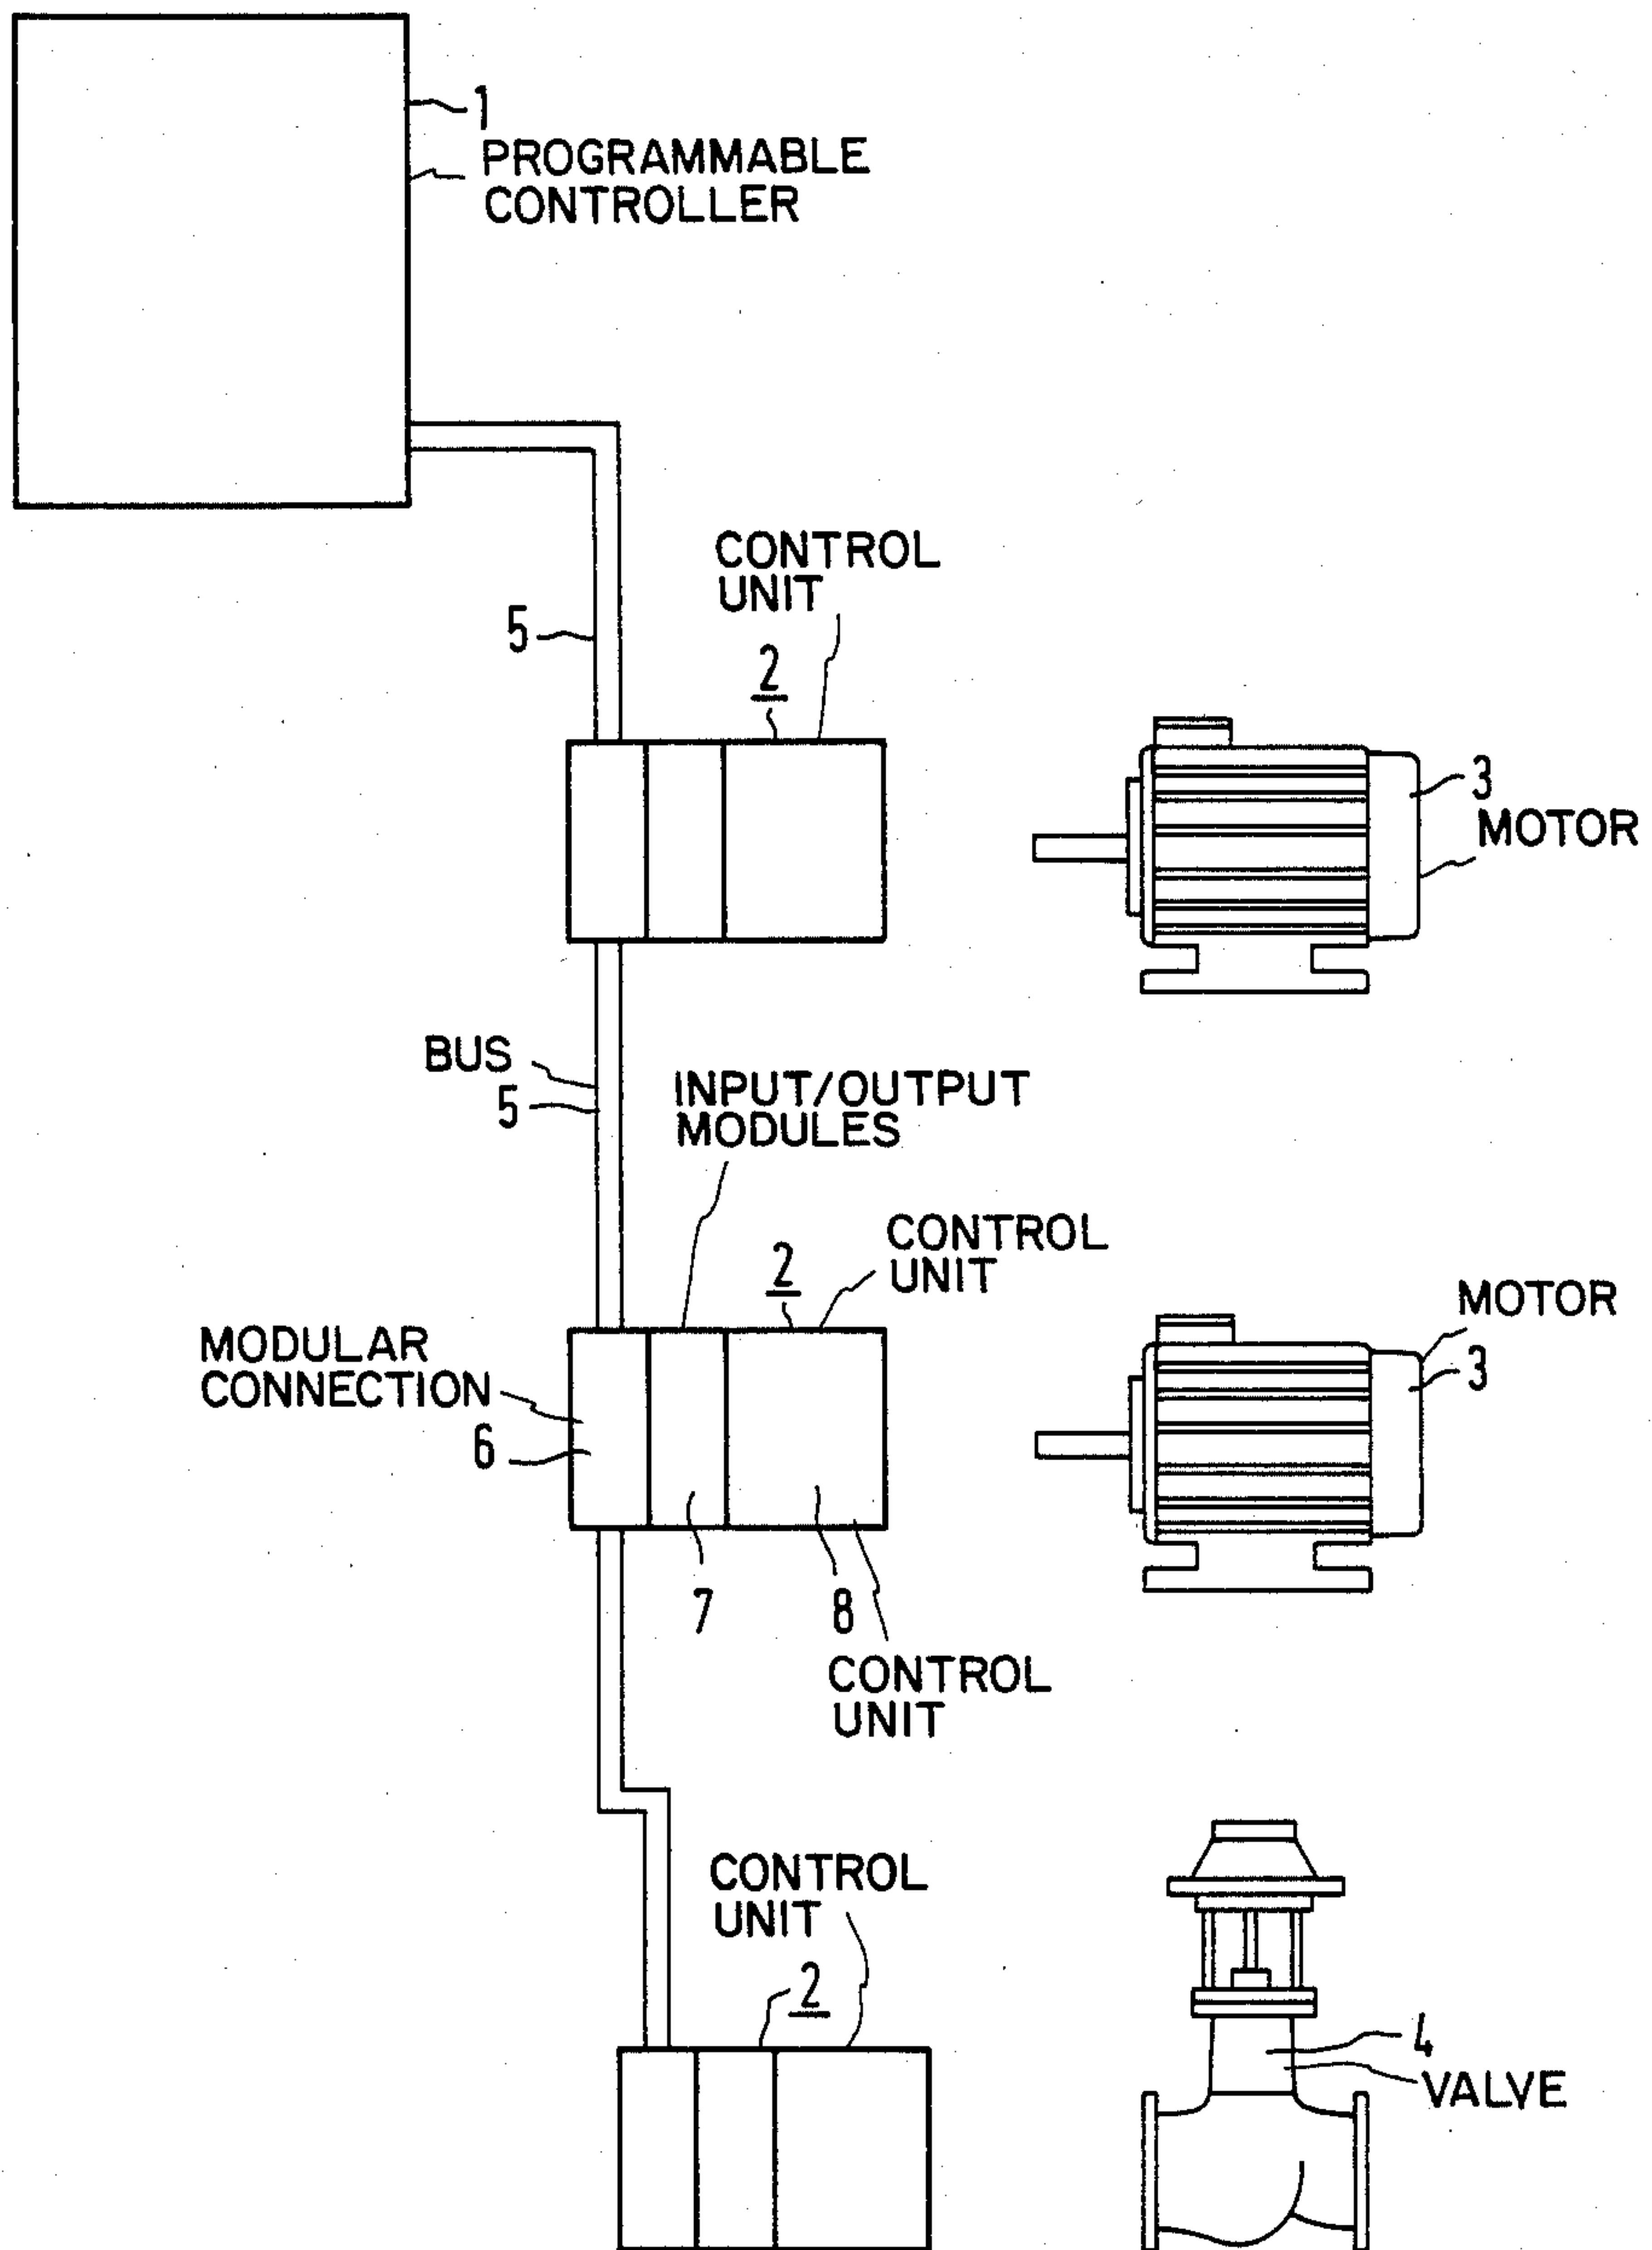 1
PROGRAMMABLE
CONTROLLER
CONTROL
UNIT
5
2
3
MOTOR
BUS
5
INPUT/OUTPUT
MODULES
2
CONTROL
UNIT
MOTOR
3
MODULAR
CONNECTION
6
7
8
CONTROL
UNIT
CONTROL
UNIT
2
4
VALVE